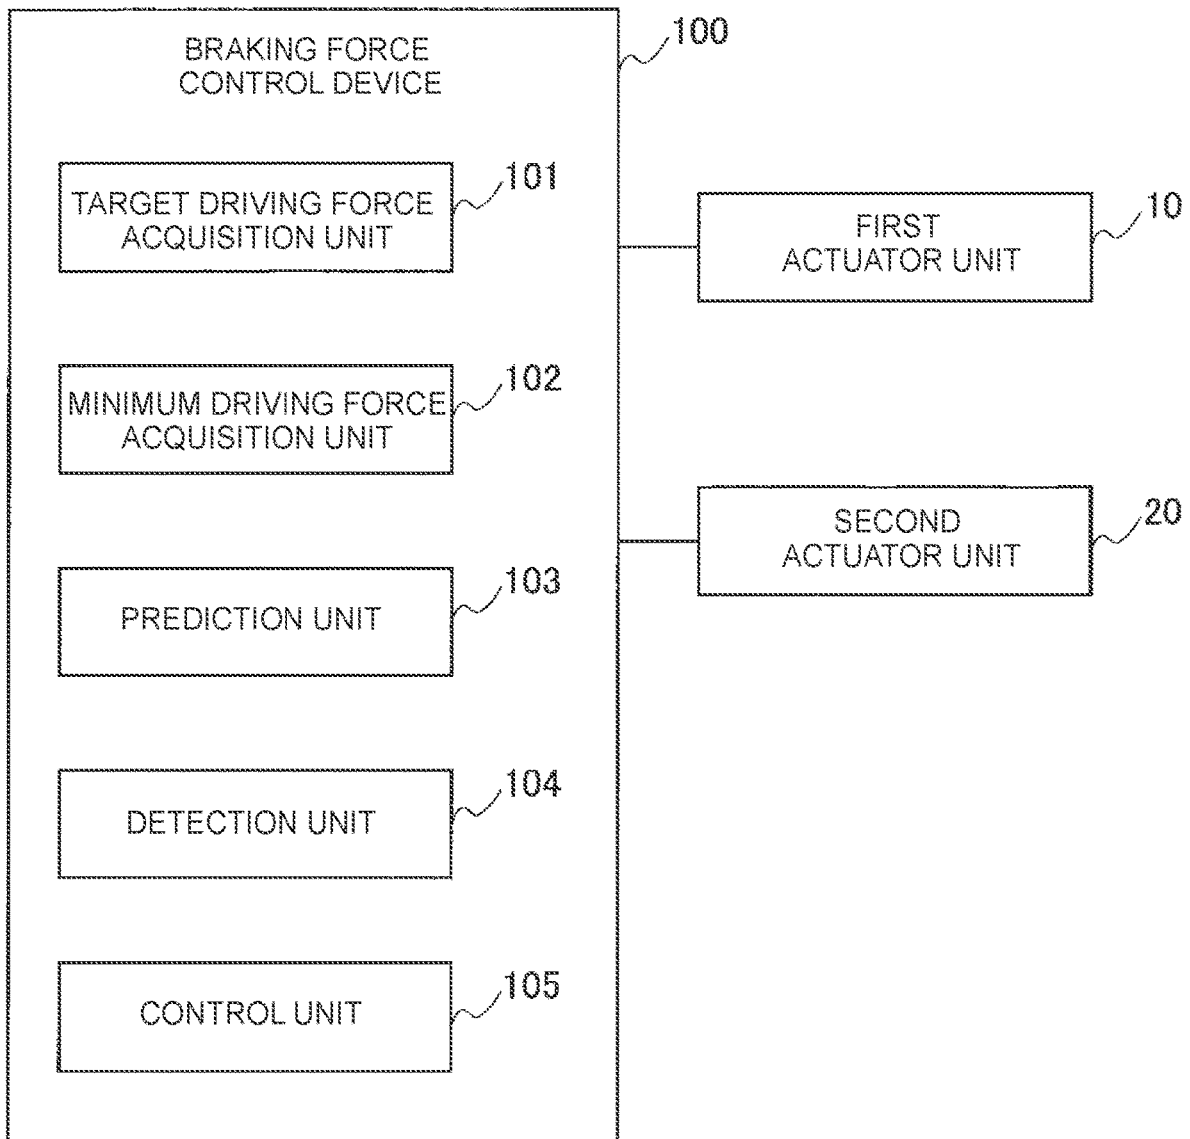 BRAKING FORCE
CONTROL DEVICE
100
TARGET DRIVING FORCE
ACQUISITION UNIT
101
MINIMUM DRIVING FORCE
ACQUISITION UNIT
102
PREDICTION UNIT
103
DETECTION UNIT
104
CONTROL UNIT
105
FIRST
ACTUATOR UNIT
10
SECOND
ACTUATOR UNIT
20